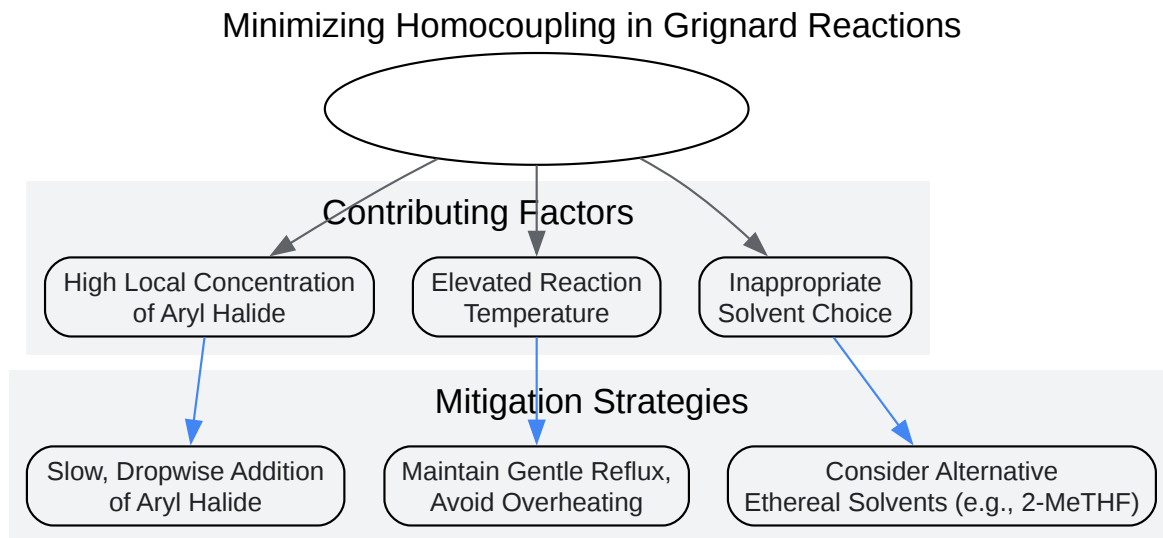 Minimizing Homocoupling in Grignard Reactions
Contributing Factors
High Local Concentration
of Aryl Halide
Elevated Reaction
Temperature
Inappropriate
Solvent Choice
Mitigation Strategies
Slow, Dropwise Addition
of Aryl Halide
Maintain Gentle Reflux,
Avoid Overheating
Consider Alternative
Ethereal Solvents (e.g., 2-MeTHF)